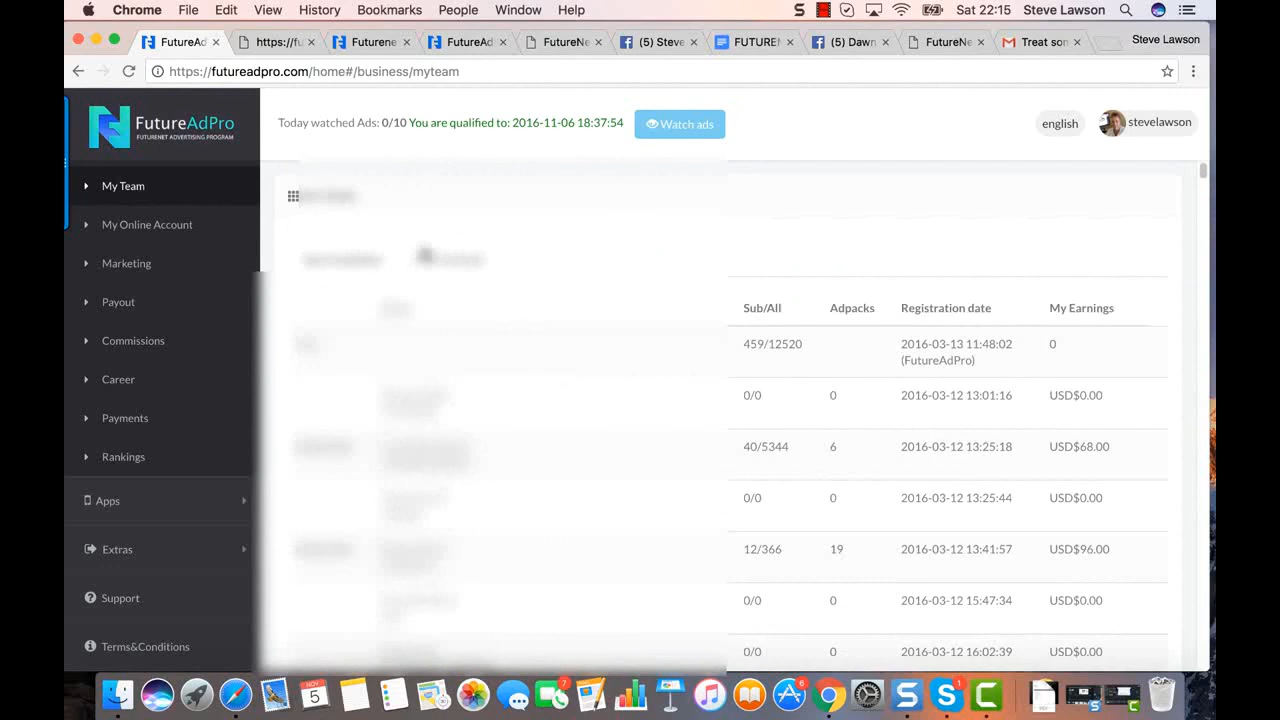 Chrome File Edit View History Bookmarks People Window Help S Sat 22:15 Steve Lawson
FutureAd × https://fu × Futurene × FutureAd × FutureNe × (5) Steve × FUTURE × (5) Dawn × FutureNe × Treat son × Steve Lawson
https://futureadpro.com/home#/business/myteam
FutureAdPro
FUTURENET ADVERTISING PROGRAM
Today watched Ads: 0/10 You are qualified to: 2016-11-06 18:37:54 Watch ads english stevelawson
My Team
My Online Account
Marketing
Payout
Commissions
Career
Payments
Rankings
Apps
Extras
Support
Terms&Conditions
Sub/All Adpacks Registration date My Earnings
459/12520 2016-03-13 11:48:02 0
(FutureAdPro)
0/0 0 2016-03-12 13:01:16 USD$0.00
40/5344 6 2016-03-12 13:25:18 USD$68.00
0/0 0 2016-03-12 13:25:44 USD$0.00
12/366 19 2016-03-12 13:41:57 USD$96.00
0/0 0 2016-03-12 15:47:34 USD$0.00
0/0 0 2016-03-12 16:02:39 USD$0.00
NOV 5 7 6 S S 1 C